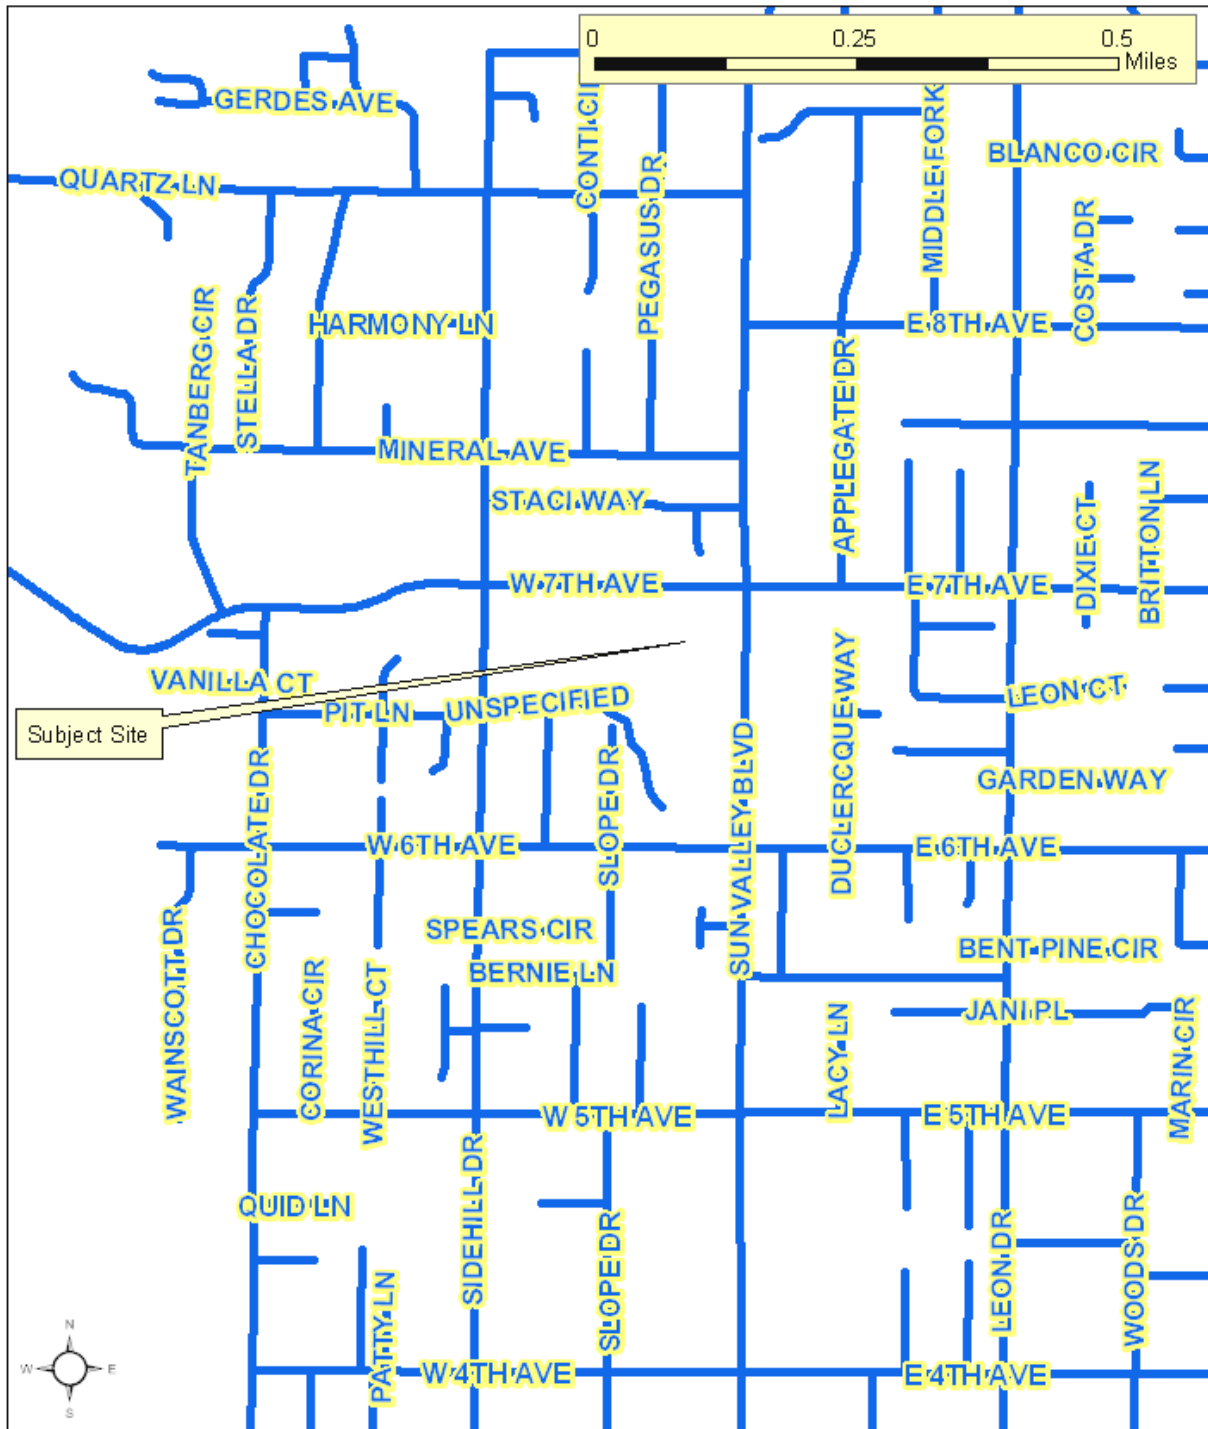 0 0.25 0.5
Miles
GERDES AVE
CONTI CIR
MIDDLE FORK
BLANCO CIR
QUARTZ LN
PEGASUS DR
COSTA DR
TANBERG CIR
STELLA DR
HARMONY LN
E 8TH AVE
APPLEGATE DR
MINERAL AVE
STACI WAY
DIXIE CT
BRITTON LN
W 7TH AVE
E 7TH AVE
VANILLA CT
PIT LN
UNSPECIFIED
DUCLERCQUE WAY
LEON CT
Subject Site
CHOCOLATE DR
SLOPE DR
SUN VALLEY BLVD
GARDEN WAY
W 6TH AVE
E 6TH AVE
WAINSCOTT DR
SPEARS CIR
BERNIE LN
BENT PINE CIR
CORINA CIR
WESTHILL CT
LACY LN
JANI PL
MARIN CIR
W 5TH AVE
E 5TH AVE
SIDEHILL DR
QUID LN
SLOPE DR
LEON DR
WOODS DR
PATTY LN
W 4TH AVE
E 4TH AVE
N
W E
S